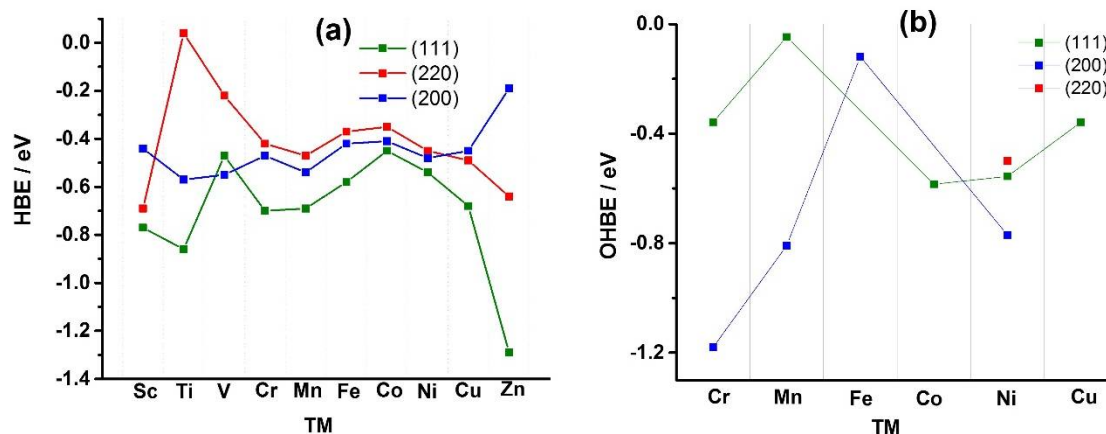 (a)
(111)
(220)
(200)
HBE / eV
0.0
-0.2
-0.4
-0.6
-0.8
-1.0
-1.2
-1.4
Sc Ti V Cr Mn Fe Co Ni Cu Zn
TM
(b)
(111)
(200)
(220)
OHBE / eV
0.0
-0.4
-0.8
-1.2
Cr Mn Fe Co Ni Cu
TM